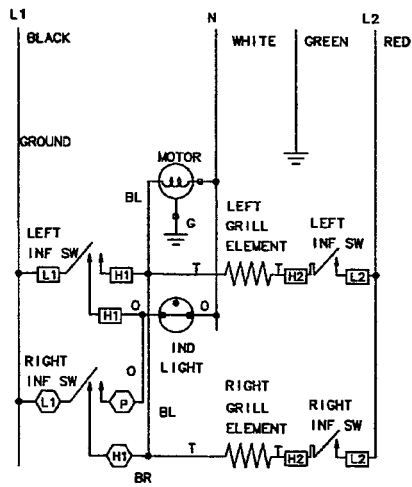 L1
N
L2
BLACK
WHITE
GREEN
RED
GROUND
MOTOR
BL
G
LEFT
INF SW
LEFT
GRILL
ELEMENT
LEFT
INF SW
L1
H1
T
T
H2
L2
H1
O
O
IND
LIGHT
RIGHT
INF SW
O
L1
P
BL
RIGHT
GRILL
ELEMENT
RIGHT
INF SW
H1
T
T
H2
L2
BR